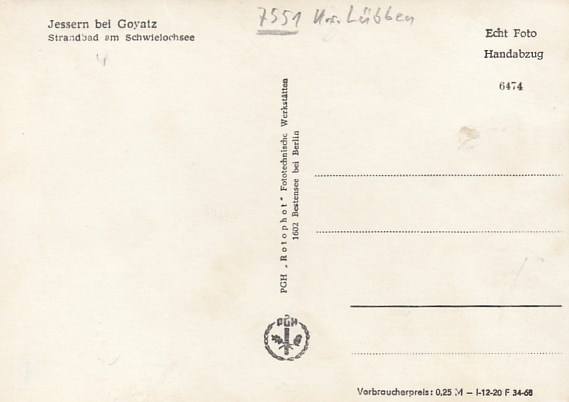 Jessern bei Goyatz
Strandbad am Schwielochsee
7551 Krs. Lübben
Echt Foto
Handabzug
6474
PGH „Rotophot“ Fototechnische Werkstätten
1602 Bestensee bei Berlin
PGH
Verbraucherpreis: 0,25 M — I-12-20 F 34-68